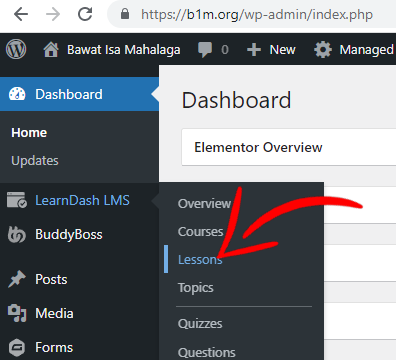 https://b1m.org/wp-admin/index.php
Bawat Isa Mahalaga 0 + New Managed
Dashboard
Home
Updates
LearnDash LMS
BuddyBoss
Posts
Media
Forms
Dashboard
Elementor Overview
Overview
Courses
Lessons
Topics
Quizzes
Questions